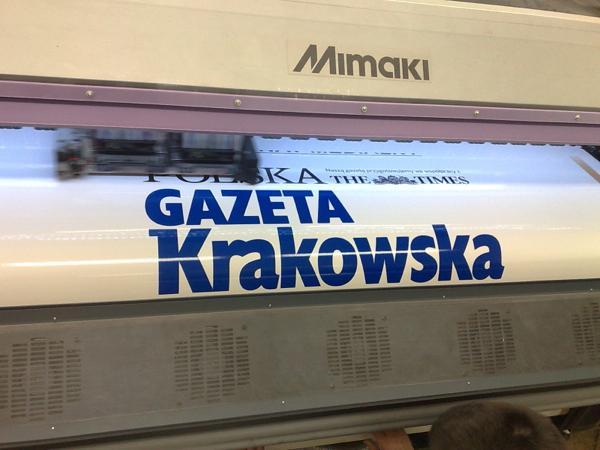 Mimaki
POLSKA THE TIMES
GAZETA
Krakowska